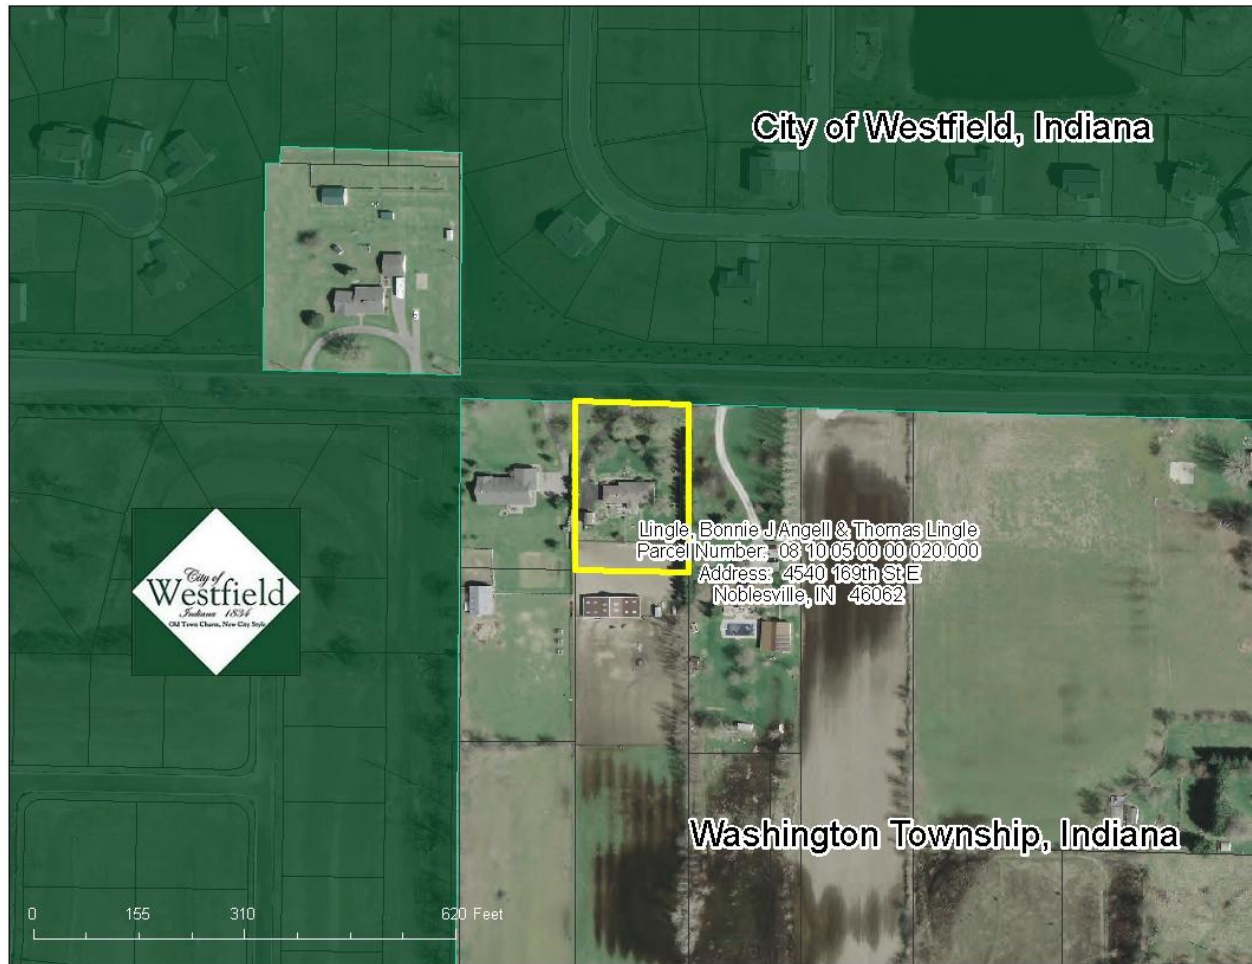 City of Westfield, Indiana
Lingle, Bonnie J Angell & Thomas Lingle
Parcel Number: 08 10 05 00 00 020.000
Address: 4540 169th St E
Noblesville, IN 46062
City of
Westfield
Indiana 1834
Old Town Charm, New City Style
Washington Township, Indiana
0 155 310 620 Feet